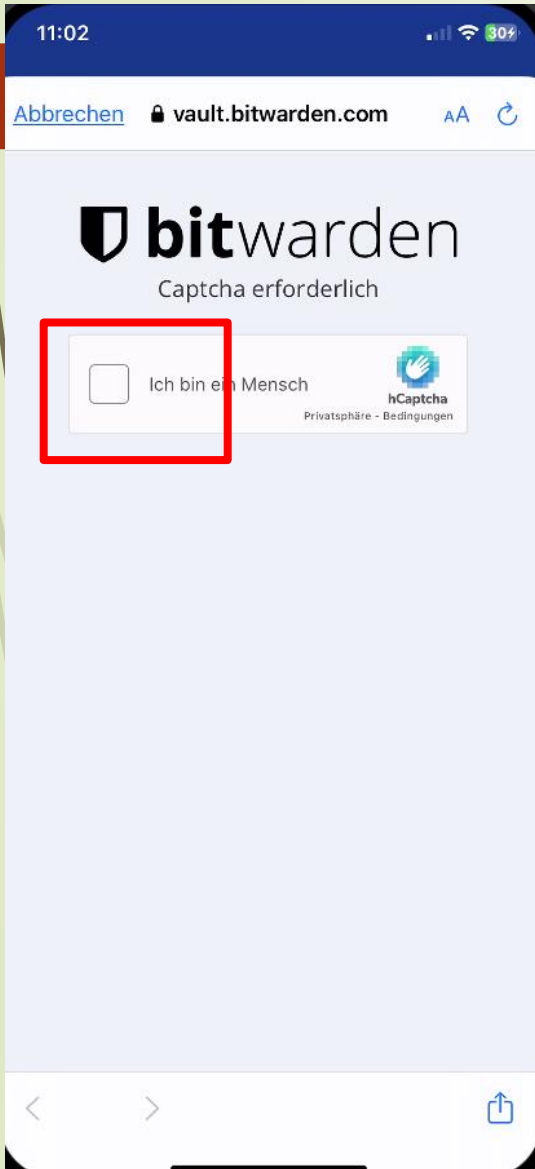 11:02
30
Abbrechen vault.bitwarden.com AA
bitwarden
Captcha erforderlich
Ich bin ein Mensch
hCaptcha
Privatsphäre - Bedingungen